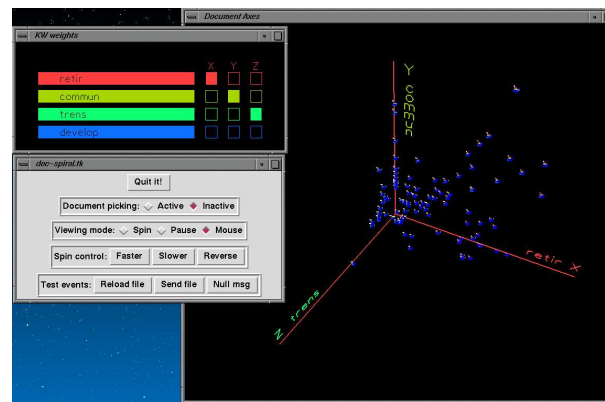 Document Axes
KW weights
X Y Z
retir
commun
trens
develop
doc-spiral.tk
Quit it!
Document picking: Active Inactive
Viewing mode: Spin Pause Mouse
Spin control: Faster Slower Reverse
Test events: Reload file Send file Null msg
Y commun
retir X
Z trens